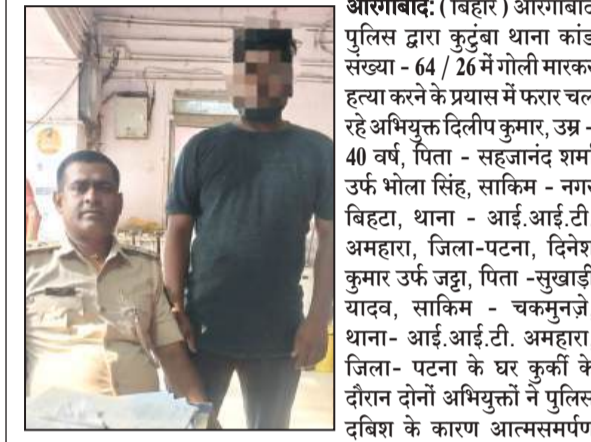 औरंगाबाद: ( बिहार ) औरंगाबाद
पुलिस द्वारा कुटुंबा थाना कांड
संख्या - 64 / 26 में गोली मारकर
हत्या करने के प्रयास में फरार चल
रहे अभियुक्त दिलीप कुमार, उम्र -
40 वर्ष, पिता - सहजानंद शर्मा
उर्फ भोला सिंह, साकिम - नगर
बिहटा, थाना - आई.आई.टी
अमहारा, जिला-पटना, दिनेश
कुमार उर्फ जट्टा, पिता -सुखाड़ी
यादव, साकिम - चकमुनज़े
थाना- आई.आई.टी. अमहारा
जिला- पटना के घर कुर्की के
दौरान दोनों अभियुक्तों ने पुलिस
दबिश के कारण आत्मसमर्पण